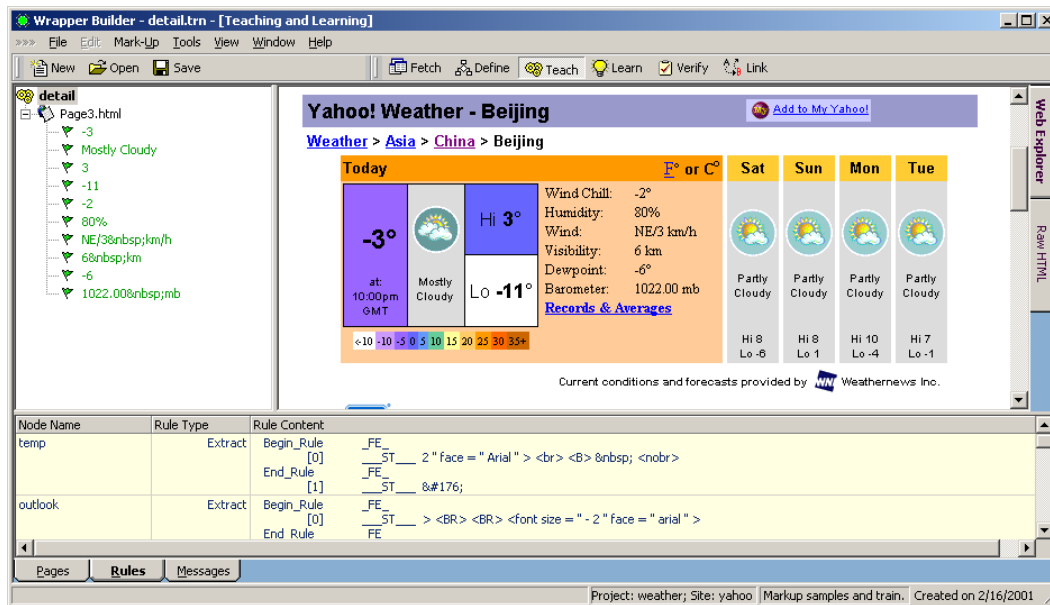 Wrapper Builder - detail.trn - [Teaching and Learning]
»»» File Edit Mark-Up Tools View Window Help
New Open Save Fetch Define Teach Learn Verify Link
detail
Page3.html
-3
Mostly Cloudy
3
-11
-2
80%
NE/3&nbsp;km/h
6&nbsp;km
-6
1022.00&nbsp;mb
Yahoo! Weather - Beijing
Add to My Yahoo!
Weather > Asia > China > Beijing
Today F° or C°
-3°
at:
10:00pm
GMT
Mostly
Cloudy
Hi 3°
Lo -11°
Wind Chill: -2°
Humidity: 80%
Wind: NE/3 km/h
Visibility: 6 km
Dewpoint: -6°
Barometer: 1022.00 mb
Records & Averages
<-10 -10 -5 0 5 10 15 20 25 30 35+
Sat Sun Mon Tue
Partly Partly Partly Partly
Cloudy Cloudy Cloudy Cloudy
Hi 8 Hi 8 Hi 10 Hi 7
Lo -6 Lo 1 Lo -4 Lo -1
Current conditions and forecasts provided by WN Weathernews Inc.
Web Explorer
Raw HTML
Node Name Rule Type Rule Content
temp Extract Begin_Rule _FE_
[0] ___ST___ 2 " face = " Arial " > <br> <B> &nbsp; <nobr>
End_Rule _FE_
[1] ___ST___ &#176;
outlook Extract Begin_Rule _FE_
[0] ___ST___ > <BR> <BR> <font size = " - 2 " face = " arial " >
End_Rule _FE_
Pages Rules Messages
Project: weather; Site: yahoo Markup samples and train. Created on 2/16/2001